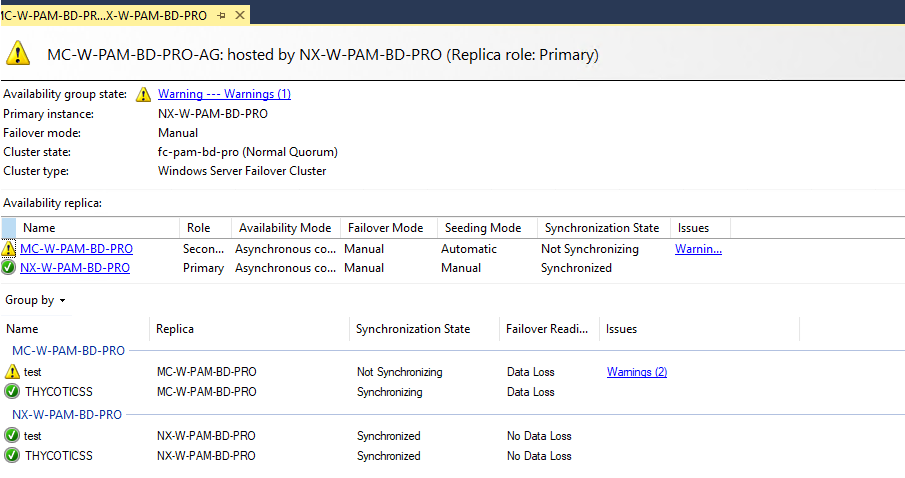 MC-W-PAM-BD-PR...X-W-PAM-BD-PRO
MC-W-PAM-BD-PRO-AG: hosted by NX-W-PAM-BD-PRO (Replica role: Primary)
Availability group state: Warning --- Warnings (1)
Primary instance: NX-W-PAM-BD-PRO
Failover mode: Manual
Cluster state: fc-pam-bd-pro (Normal Quorum)
Cluster type: Windows Server Failover Cluster
Availability replica:
Name Role Availability Mode Failover Mode Seeding Mode Synchronization State Issues
MC-W-PAM-BD-PRO Secon... Asynchronous co... Manual Automatic Not Synchronizing Warnin...
NX-W-PAM-BD-PRO Primary Asynchronous co... Manual Manual Synchronized
Group by
Name Replica Synchronization State Failover Readi... Issues
MC-W-PAM-BD-PRO
test MC-W-PAM-BD-PRO Not Synchronizing Data Loss Warnings (2)
THYCOTICSS MC-W-PAM-BD-PRO Synchronizing Data Loss
NX-W-PAM-BD-PRO
test NX-W-PAM-BD-PRO Synchronized No Data Loss
THYCOTICSS NX-W-PAM-BD-PRO Synchronized No Data Loss